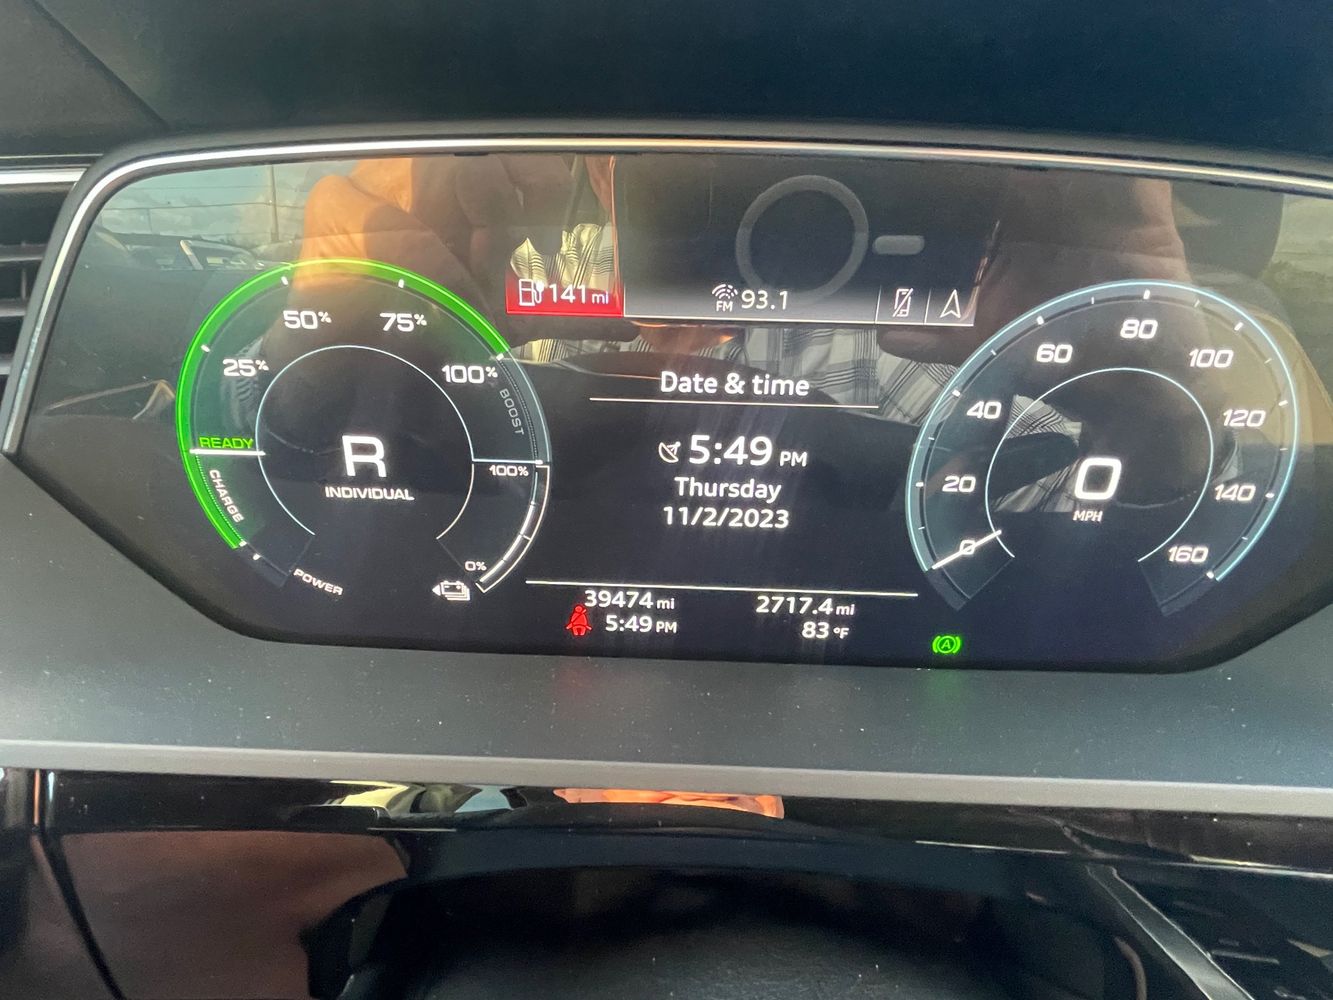 141 mi
FM 93.1
25%
50%
75%
100%
BOOST
READY
CHARGE
POWER
R
INDIVIDUAL
100%
0%
Date & time
5:49 PM
Thursday
11/2/2023
39474 mi
2717.4 mi
5:49 PM
83 °F
A
0
20
40
60
80
100
120
140
160
0
MPH